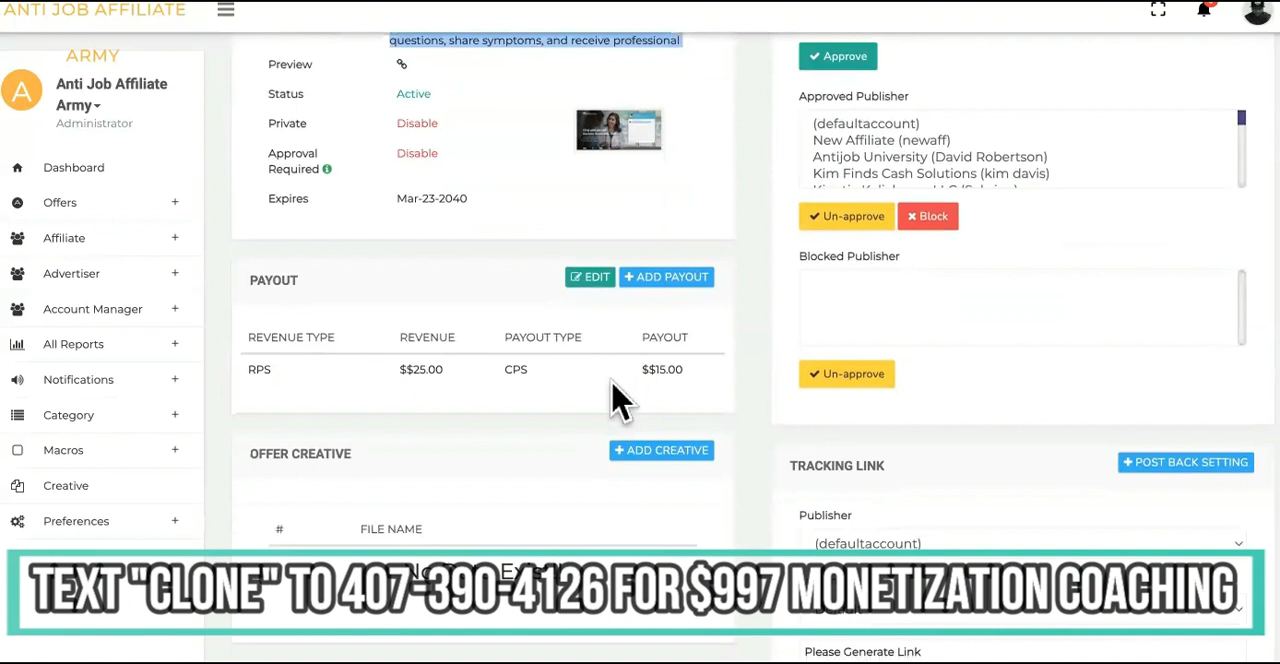 ANTI JOB AFFILIATE
ARMY
A
Anti Job Affiliate
Army
Administrator
Dashboard
Offers +
Affiliate +
Advertiser +
Account Manager +
All Reports +
Notifications +
Category +
Macros +
Creative
Preferences +
questions, share symptoms, and receive professional
Preview
Status Active
Private Disable
Approval
Required Disable
Expires Mar-23-2040
PAYOUT EDIT + ADD PAYOUT
REVENUE TYPE REVENUE PAYOUT TYPE PAYOUT
RPS $$25.00 CPS $$15.00
OFFER CREATIVE + ADD CREATIVE
# FILE NAME
Approve
Approved Publisher
(defaultaccount)
New Affiliate (newaff)
Antijob University (David Robertson)
Kim Finds Cash Solutions (kim davis)
Un-approve Block
Blocked Publisher
Un-approve
TRACKING LINK + POST BACK SETTING
Publisher
(defaultaccount)
TEXT "CLONE" TO 407-390-4126 FOR $997 MONETIZATION COACHING
Please Generate Link